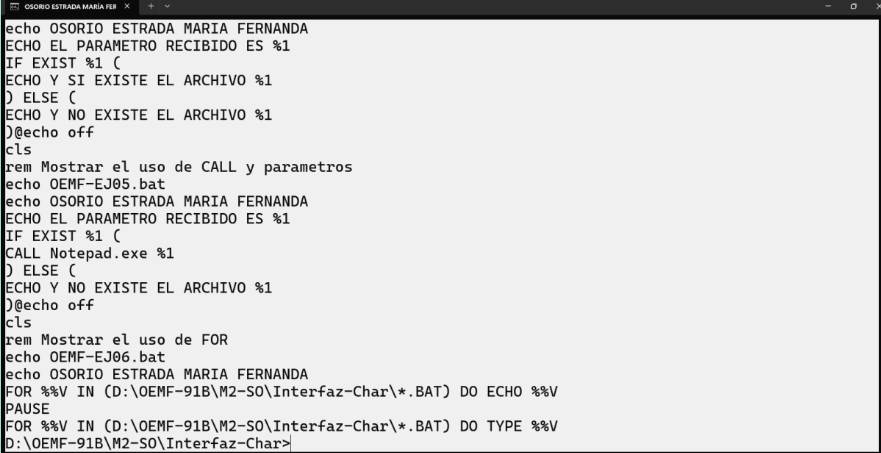 OSORIO ESTRADA MARÍA FER
echo OSORIO ESTRADA MARIA FERNANDA
ECHO EL PARAMETRO RECIBIDO ES %1
IF EXIST %1 (
ECHO Y SI EXISTE EL ARCHIVO %1
) ELSE (
ECHO Y NO EXISTE EL ARCHIVO %1
)@echo off
cls
rem Mostrar el uso de CALL y parametros
echo OEMF-EJ05.bat
echo OSORIO ESTRADA MARIA FERNANDA
ECHO EL PARAMETRO RECIBIDO ES %1
IF EXIST %1 (
CALL Notepad.exe %1
) ELSE (
ECHO Y NO EXISTE EL ARCHIVO %1
)@echo off
cls
rem Mostrar el uso de FOR
echo OEMF-EJ06.bat
echo OSORIO ESTRADA MARIA FERNANDA
FOR %%V IN (D:\OEMF-91B\M2-SO\Interfaz-Char\*.BAT) DO ECHO %%V
PAUSE
FOR %%V IN (D:\OEMF-91B\M2-SO\Interfaz-Char\*.BAT) DO TYPE %%V
D:\OEMF-91B\M2-SO\Interfaz-Char>